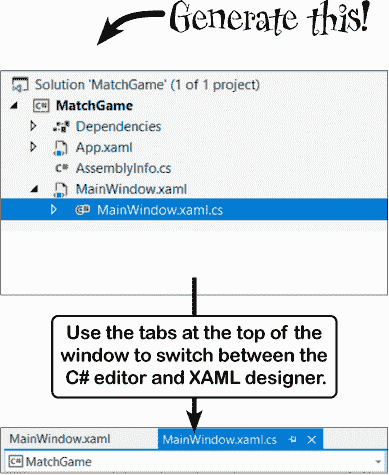 Generate this!
Solution 'MatchGame' (1 of 1 project)
C# MatchGame
Dependencies
App.xaml
C# AssemblyInfo.cs
MainWindow.xaml
C# MainWindow.xaml.cs
Use the tabs at the top of the
window to switch between the
C# editor and XAML designer.
MainWindow.xaml MainWindow.xaml.cs
C# MatchGame